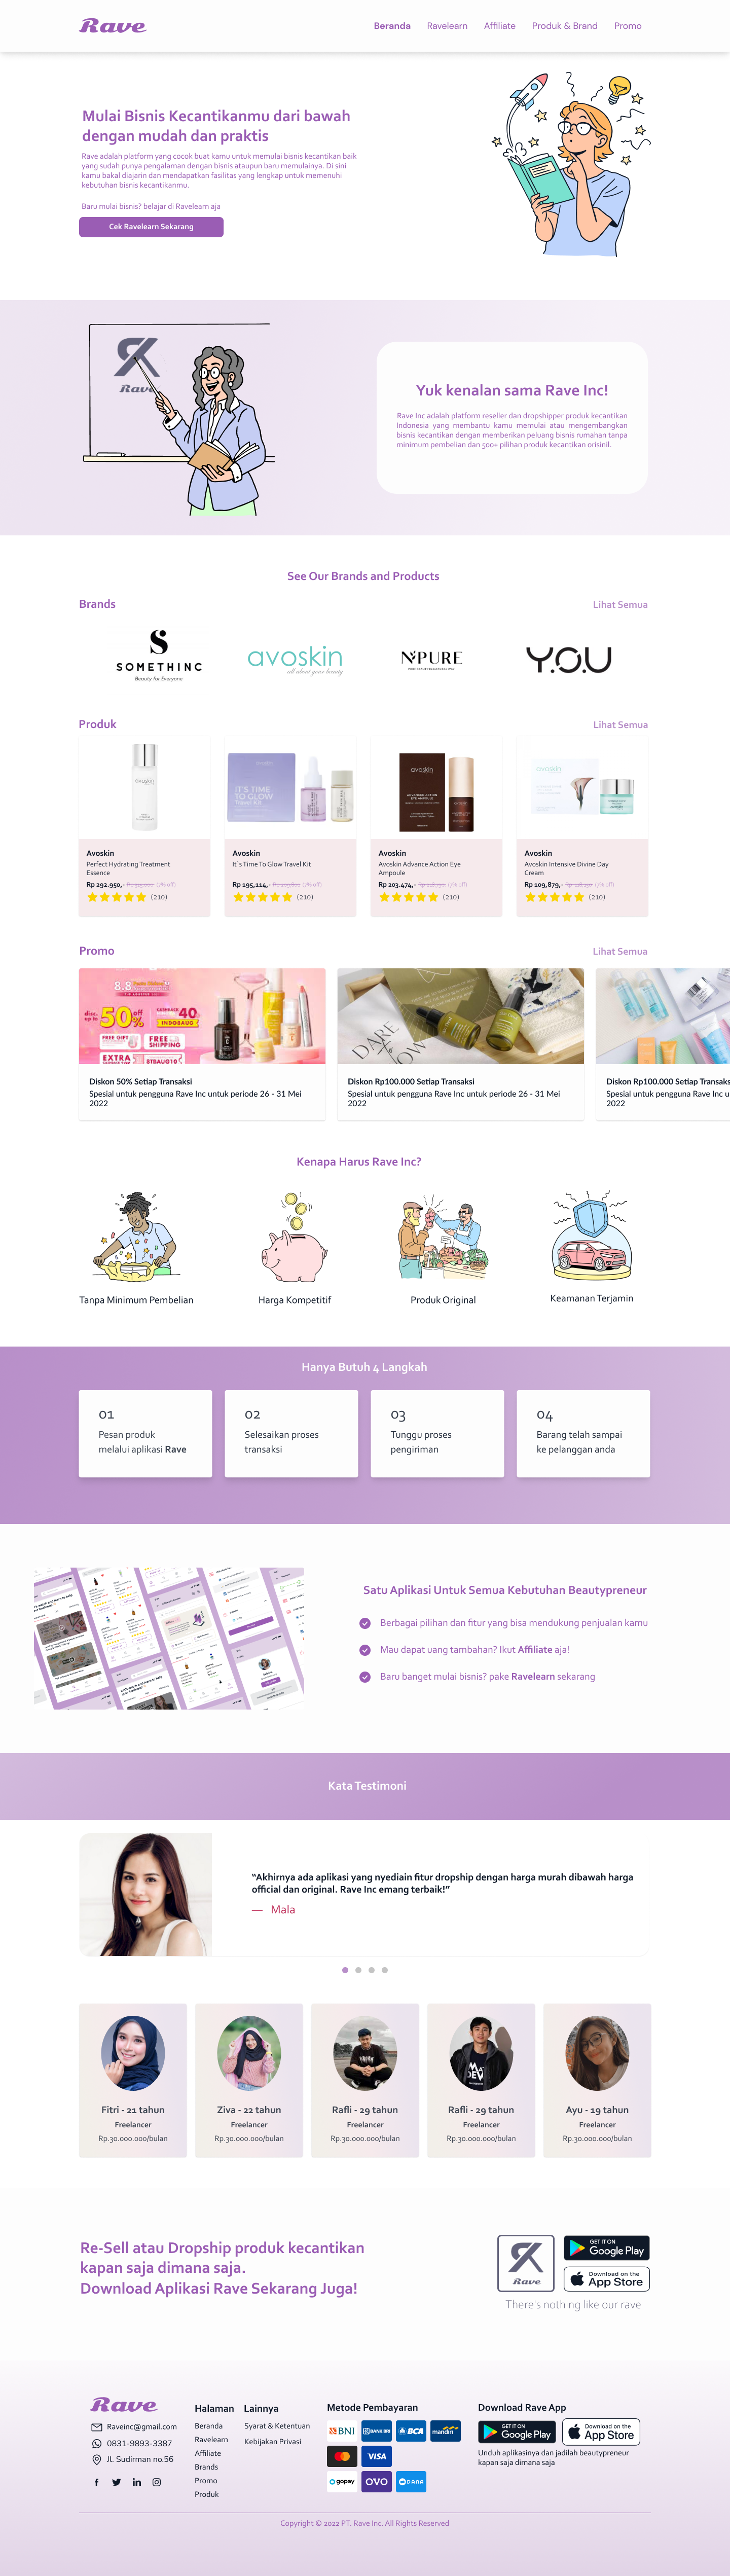 Rave
Beranda Ravelearn Affiliate Produk & Brand Promo
Mulai Bisnis Kecantikanmu dari bawah
dengan mudah dan praktis
Rave adalah platform yang cocok buat kamu untuk memulai bisnis kecantikan baik
yang sudah punya pengalaman dengan bisnis ataupun baru memulainya. Di sini
kamu bakal diajarin dan mendapatkan fasilitas yang lengkap untuk memenuhi
kebutuhan bisnis kecantikanmu.
Baru mulai bisnis? belajar di Ravelearn aja
Cek Ravelearn Sekarang
Rave
Yuk kenalan sama Rave Inc!
Rave Inc adalah platform reseller dan dropshipper produk kecantikan
Indonesia yang membantu kamu memulai atau mengembangkan
bisnis kecantikan dengan memberikan peluang bisnis rumahan tanpa
minimum pembelian dan 500+ pilihan produk kecantikan orisinil.
See Our Brands and Products
Brands Lihat Semua
SOMETHINC
Beauty for Everyone
avoskin
all about your beauty
N'PURE
Y.O.U
Produk Lihat Semua
avoskin
IT'S TIME
TO GLOW
Travel Kit
avoskin
ADVANCED ACTION
EYE AMPOULE
avoskin
Avoskin
Perfect Hydrating Treatment
Essence
Rp 292.950,-
(210)
Avoskin
It's Time To Glow Travel Kit
Rp 195,114,-
(210)
Avoskin
Avoskin Advance Action Eye
Ampoule
Rp 203.474,-
(210)
Avoskin
Avoskin Intensive Divine Day
Cream
Rp 109,879,-
(210)
Promo Lihat Semua
8.8
disc. up to 50% off
CASHBACK 40
INDO8AUG
FREE GIFT
FREE SHIPPING
EXTRA
BTBAUG10
DARE
Diskon 50% Setiap Transaksi
Spesial untuk pengguna Rave Inc untuk periode 26 - 31 Mei
2022
Diskon Rp100.000 Setiap Transaksi
Spesial untuk pengguna Rave Inc untuk periode 26 - 31 Mei
2022
Diskon Rp100.000 Setiap Transaks
Spesial untuk pengguna Rave Inc u
2022
Kenapa Harus Rave Inc?
Tanpa Minimum Pembelian
Harga Kompetitif
Produk Original
Keamanan Terjamin
Hanya Butuh 4 Langkah
01
Pesan produk
melalui aplikasi Rave
02
Selesaikan proses
transaksi
03
Tunggu proses
pengiriman
04
Barang telah sampai
ke pelanggan anda
Satu Aplikasi Untuk Semua Kebutuhan Beautypreneur
Berbagai pilihan dan fitur yang bisa mendukung penjualan kamu
Mau dapat uang tambahan? Ikut Affiliate aja!
Baru banget mulai bisnis? pake Ravelearn sekarang
Kata Testimoni
“Akhirnya ada aplikasi yang nyediain fitur dropship dengan harga murah dibawah harga
official dan original. Rave Inc emang terbaik!”
— Mala
Fitri - 21 tahun
Freelancer
Rp.30.000.000/bulan
Ziva - 22 tahun
Freelancer
Rp.30.000.000/bulan
Rafli - 29 tahun
Freelancer
Rp.30.000.000/bulan
Rafli - 29 tahun
Freelancer
Rp.30.000.000/bulan
Ayu - 19 tahun
Freelancer
Rp.30.000.000/bulan
Re-Sell atau Dropship produk kecantikan
kapan saja dimana saja.
Download Aplikasi Rave Sekarang Juga!
Rave
GET IT ON
Google Play
Download on the
App Store
There's nothing like our rave
Rave
Raveinc@gmail.com
0831-9893-3387
Jl. Sudirman no.56
Halaman
Beranda
Ravelearn
Affiliate
Brands
Promo
Produk
Lainnya
Syarat & Ketentuan
Kebijakan Privasi
Metode Pembayaran
BNI BANK BRI BCA mandiri
VISA
gopay OVO DANA
Download Rave App
GET IT ON
Google Play
Download on the
App Store
Unduh aplikasinya dan jadilah beautypreneur
kapan saja dimana saja
Copyright © 2022 PT. Rave Inc. All Rights Reserved